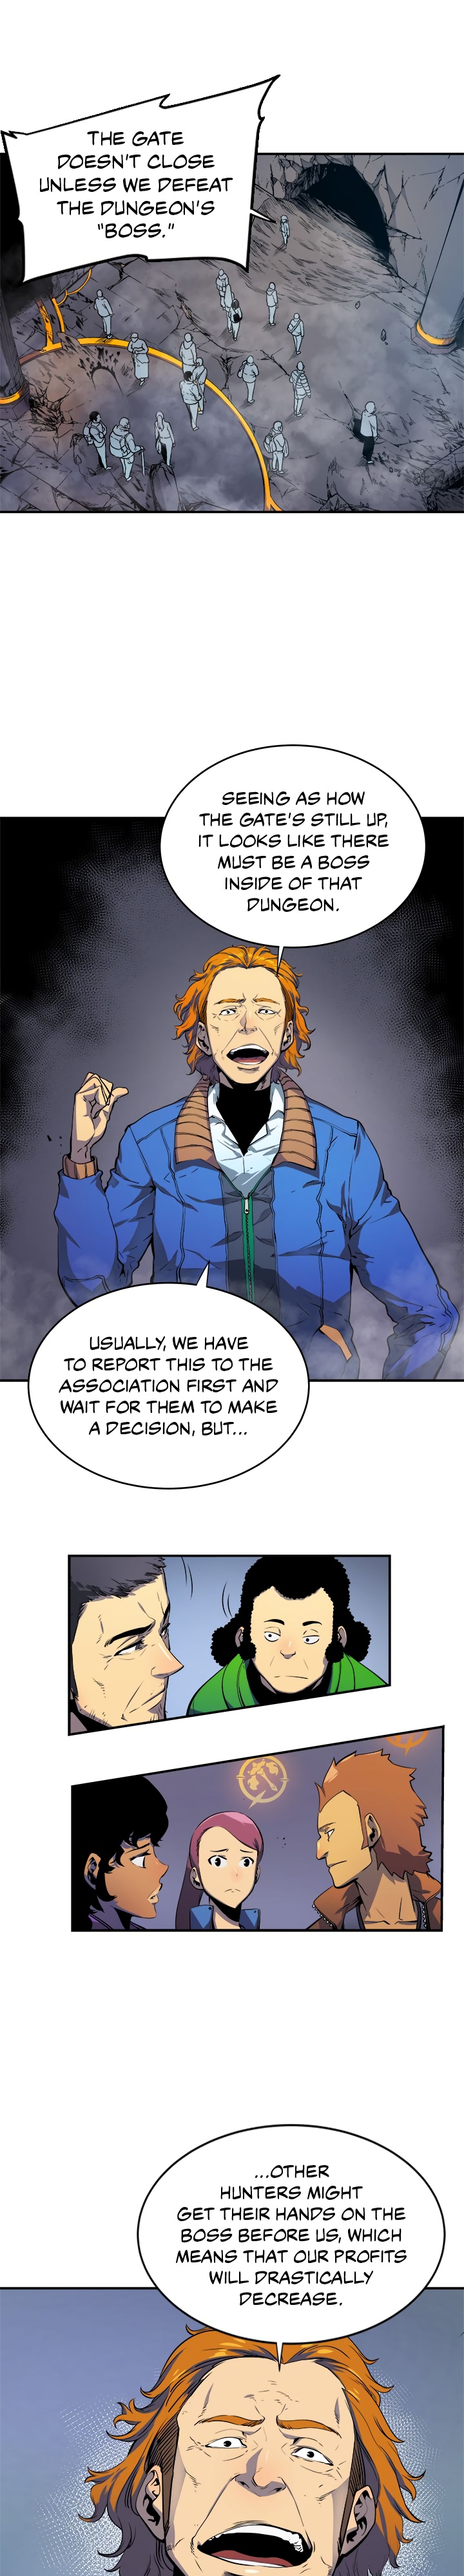 THE GATE
DOESN'T CLOSE
UNLESS WE DEFEAT
THE DUNGEON'S
"BOSS."
SEEING AS HOW
THE GATE'S STILL UP,
IT LOOKS LIKE THERE
MUST BE A BOSS
INSIDE OF THAT
DUNGEON.
USUALLY, WE HAVE
TO REPORT THIS TO THE
ASSOCIATION FIRST AND
WAIT FOR THEM TO MAKE
A DECISION, BUT...
...OTHER
HUNTERS MIGHT
GET THEIR HANDS ON THE
BOSS BEFORE US, WHICH
MEANS THAT OUR PROFITS
WILL DRASTICALLY
DECREASE.